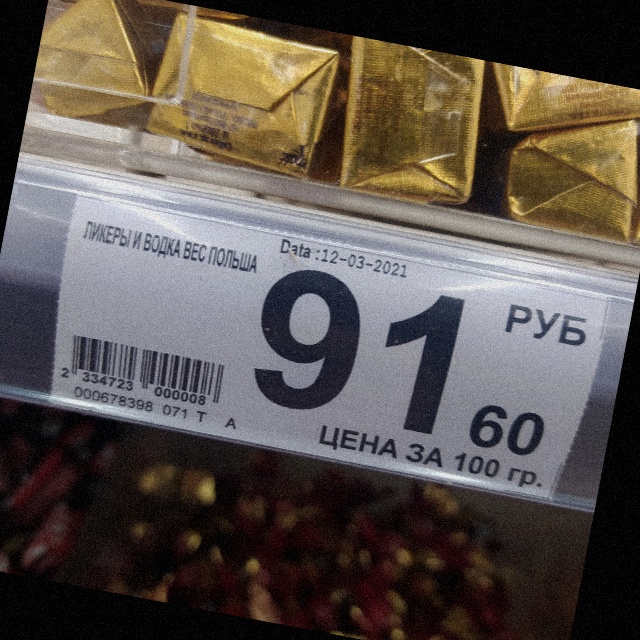 Data :12-03-2021
ЛИКЕРЫ И ВОДКА ВЕС ПОЛЬША
91 60 РУБ
2 334723 000008
000678398 071 T A
ЦЕНА ЗА 100 гр.